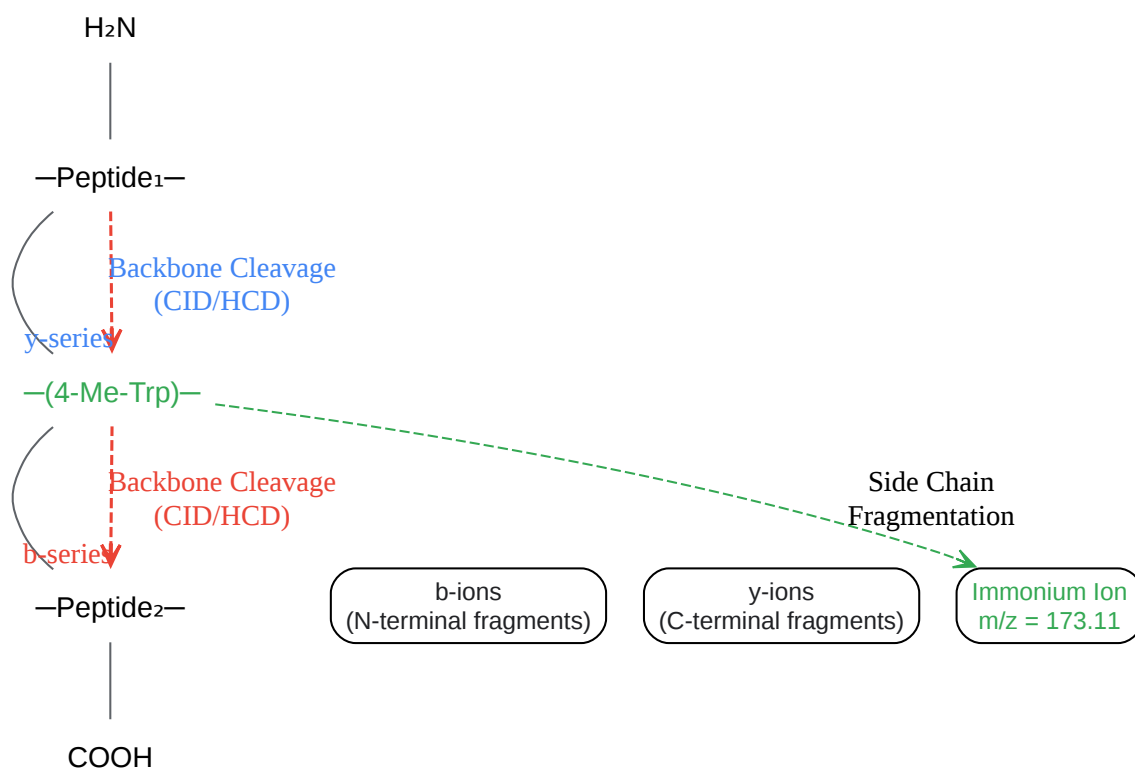 H₂N
—Peptide₁—
Backbone Cleavage
(CID/HCD)
y-series
—(4-Me-Trp)—
Backbone Cleavage
(CID/HCD)
Side Chain
Fragmentation
b-series
—Peptide₂—
b-ions
(N-terminal fragments)
y-ions
(C-terminal fragments)
Immonium Ion
m/z = 173.11
COOH